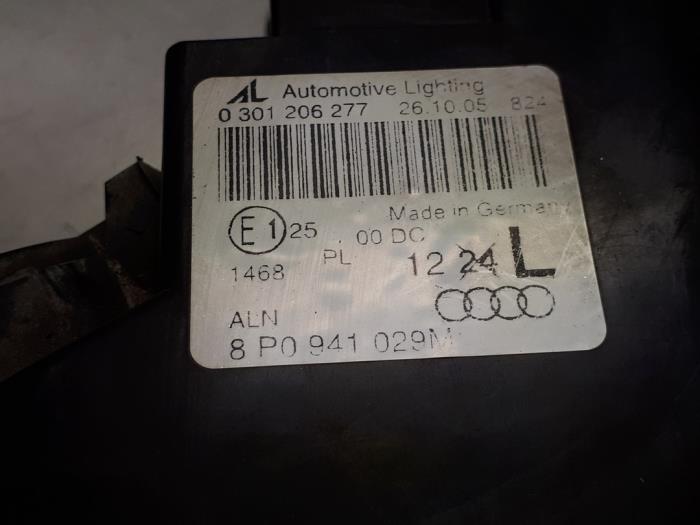 AL Automotive Lighting
0 301 206 277 26.10.05 824
Made in Germany
E1 25 . 00 DC
1468 PL 12 24 L
ALN
8 P0 941 029M